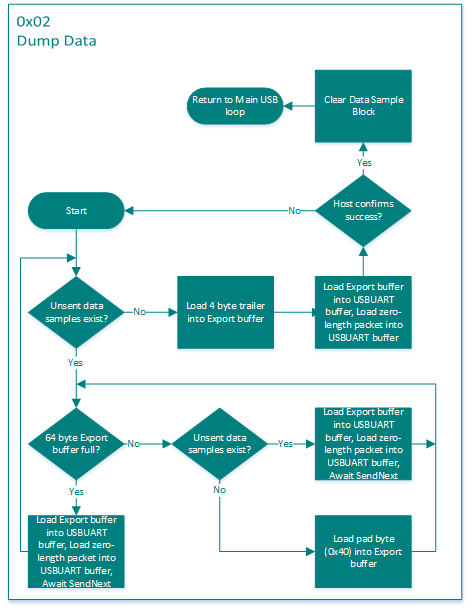 0x02
Dump Data
Return to Main USB
loop
Clear Data Sample
Block
Yes
Start
No
Host confirms
success?
Unsent data
samples exist?
No
Load 4 byte trailer
into Export buffer
Load Export buffer
into USBUART
buffer, Load zero-
length packet into
USBUART buffer
Yes
64 byte Export
buffer full?
No
Unsent data
samples exist?
Yes
Load Export buffer
into USBUART
buffer, Load zero-
length packet into
USBUART buffer,
Await SendNext
Yes
No
Load Export buffer
into USBUART
buffer, Load zero-
length packet into
USBUART buffer,
Await SendNext
Load pad byte
(0x40) into Export
buffer